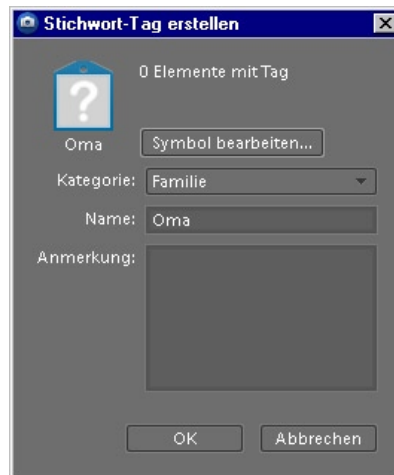 Stichwort-Tag erstellen
0 Elemente mit Tag
?
Oma
Symbol bearbeiten...
Kategorie: Familie
Name: Oma
Anmerkung:
OK Abbrechen